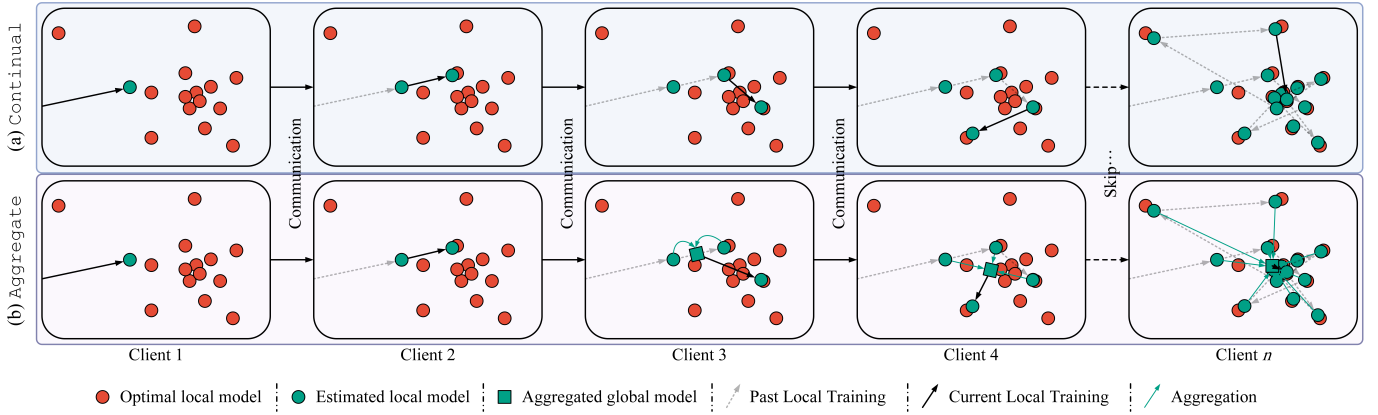 (a) Continual
Communication
Communication
Communication
Skip···
(b) Aggregate
Client 1
Client 2
Client 3
Client 4
Client n
Optimal local model
Estimated local model
Aggregated global model
Past Local Training
Current Local Training
Aggregation